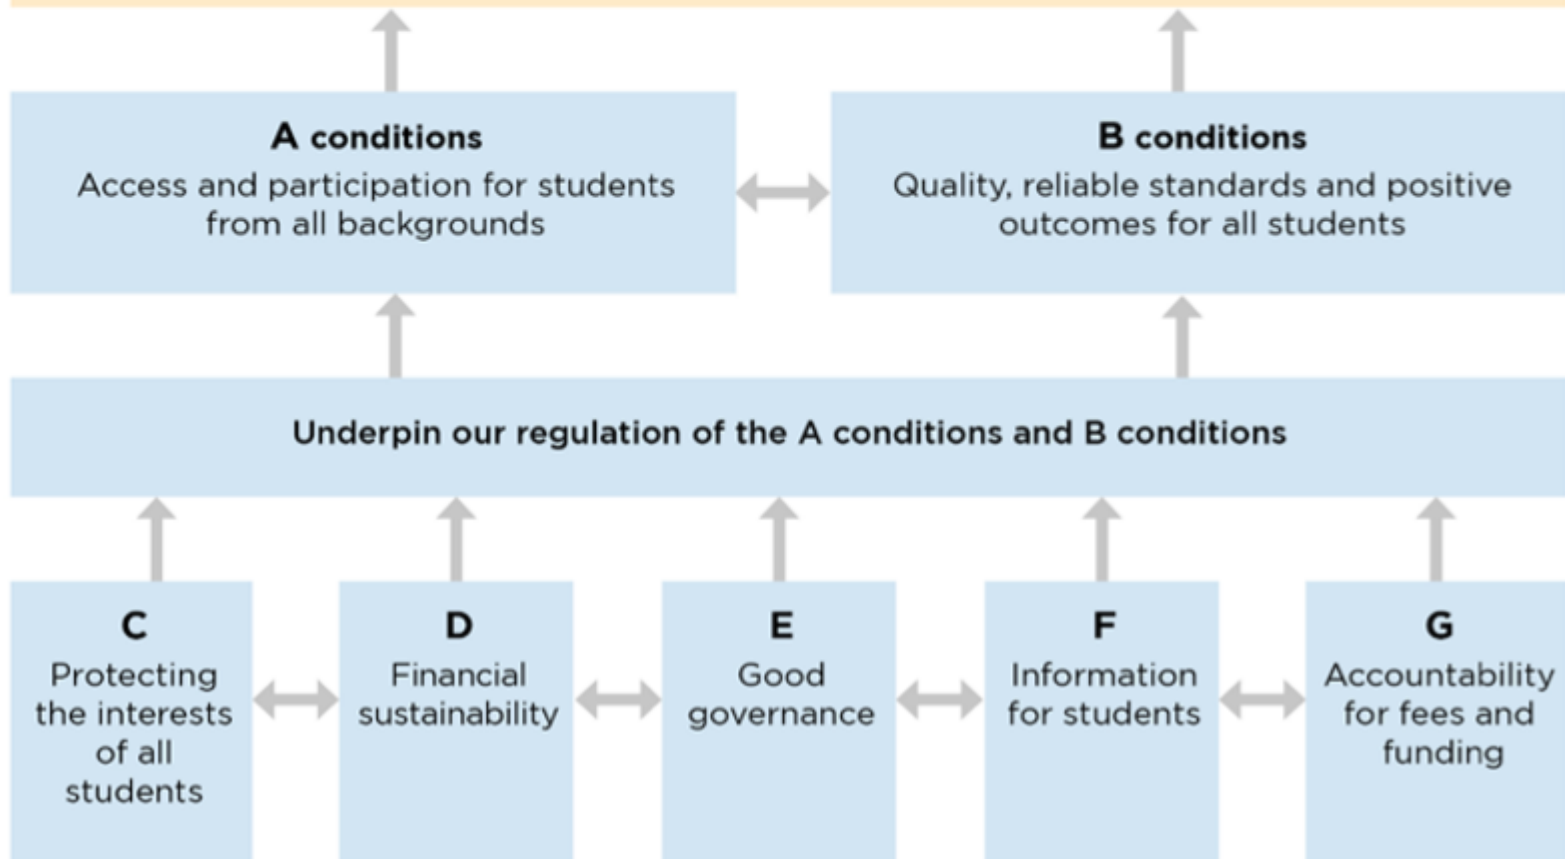 A conditions
Access and participation for students
from all backgrounds
B conditions
Quality, reliable standards and positive
outcomes for all students
Underpin our regulation of the A conditions and B conditions
C
Protecting
the interests
of all
students
D
Financial
sustainability
E
Good
governance
F
Information
for students
G
Accountability
for fees and
funding